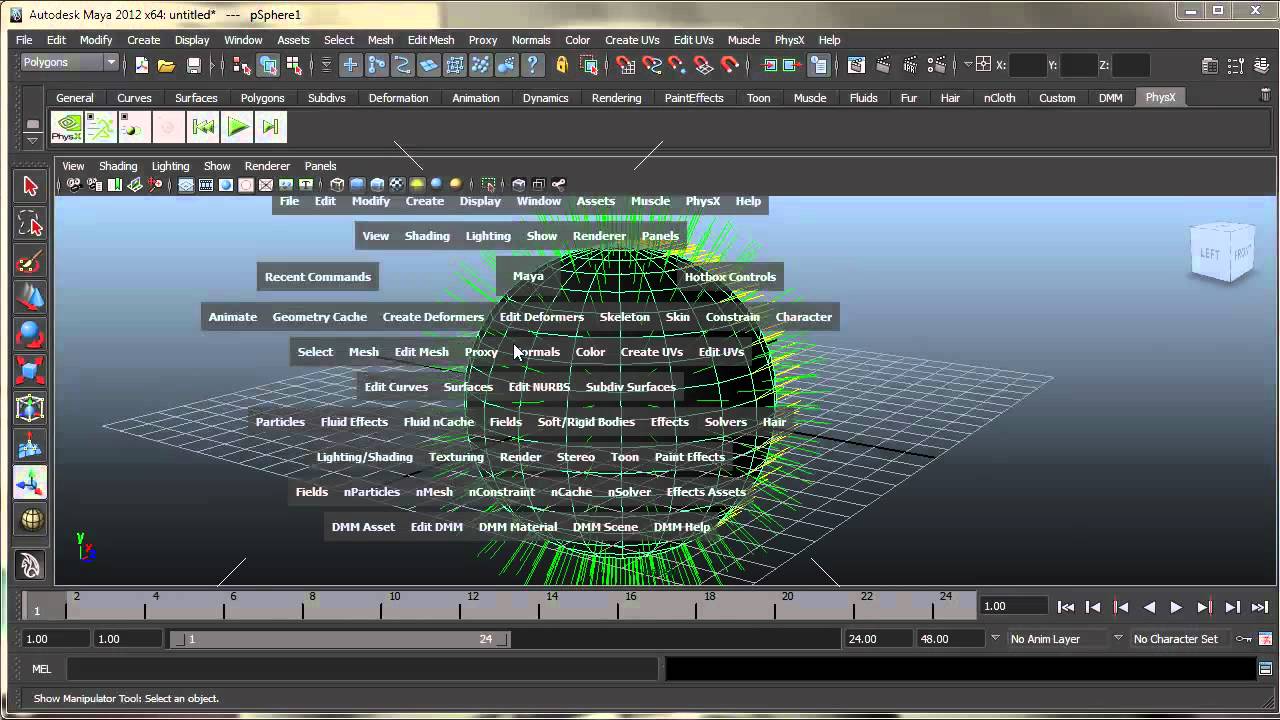 Autodesk Maya 2012 x64: untitled* --- pSphere1
File Edit Modify Create Display Window Assets Select Mesh Edit Mesh Proxy Normals Color Create UVs Edit UVs Muscle PhysX Help
Polygons X: Y: Z:
General Curves Surfaces Polygons Subdivs Deformation Animation Dynamics Rendering PaintEffects Toon Muscle Fluids Fur Hair nCloth Custom DMM PhysX
PhysX
View Shading Lighting Show Renderer Panels
File Edit Modify Create Display Window Assets Muscle PhysX Help
View Shading Lighting Show Renderer Panels
Recent Commands Maya Hotbox Controls
Animate Geometry Cache Create Deformers Edit Deformers Skeleton Skin Constrain Character
Select Mesh Edit Mesh Proxy Normals Color Create UVs Edit UVs
Edit Curves Surfaces Edit NURBS Subdiv Surfaces
Particles Fluid Effects Fluid nCache Fields Soft/Rigid Bodies Effects Solvers Hair
Lighting/Shading Texturing Render Stereo Toon Paint Effects
Fields nParticles nMesh nConstraint nCache nSolver Effects Assets
DMM Asset Edit DMM DMM Material DMM Scene DMM Help
LEFT FRONT
y x z
2 4 6 8 10 12 14 16 18 20 22 24
1 1.00
1.00 1.00 1 24 24.00 48.00 No Anim Layer No Character Set
MEL
Show Manipulator Tool: Select an object.